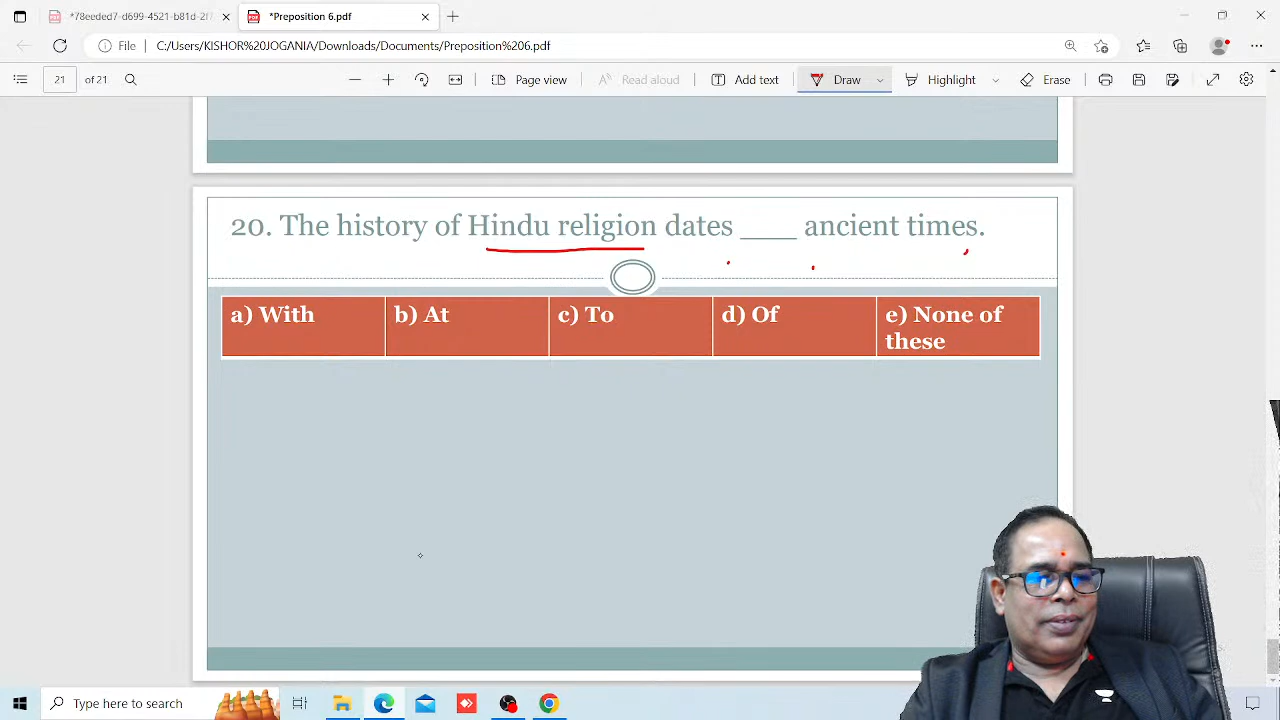 *78eeded7-d699-4521-b81d-2f7
*Preposition 6.pdf
File
C:/Users/KISHOR%20JOGANIA/Downloads/Documents/Preposition%206.pdf
21 of 21
Page view
Read aloud
Add text
Draw
Highlight
Erase
20. The history of Hindu religion dates ____ ancient times.
a) With
b) At
c) To
d) Of
e) None of
these
Type here to search